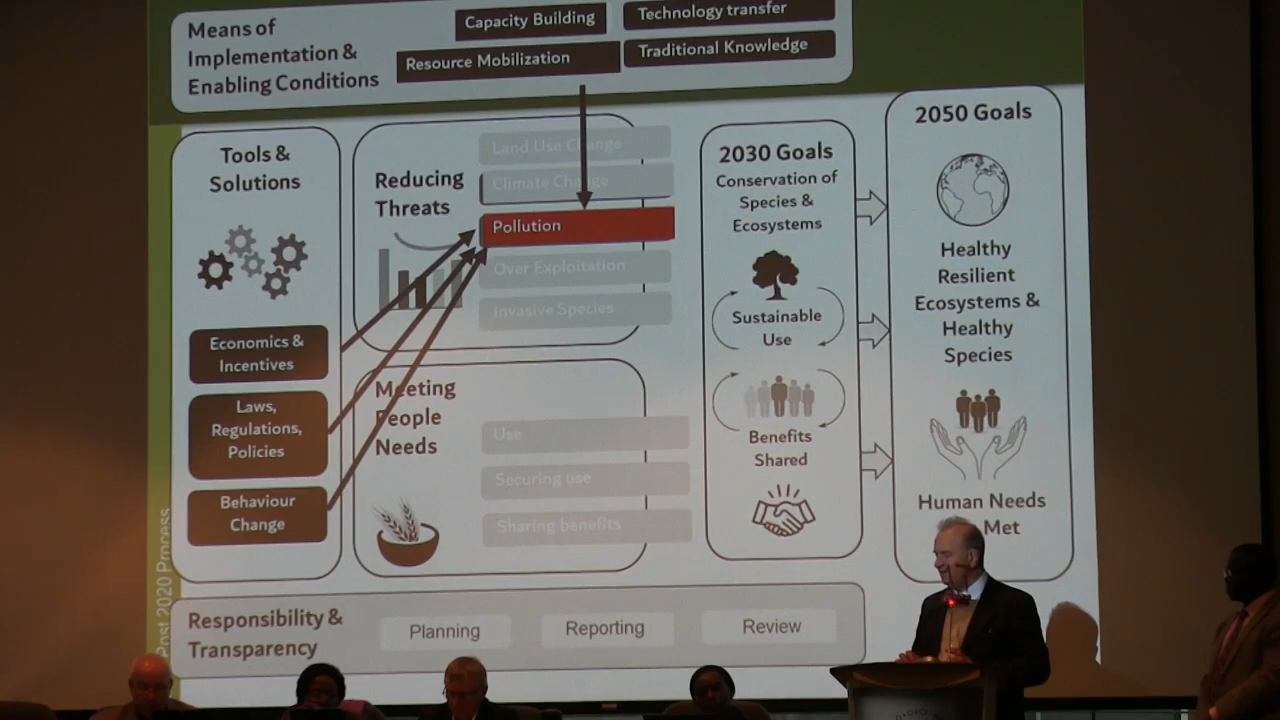 Means of
Implementation &
Enabling Conditions
Capacity Building
Technology transfer
Resource Mobilization
Traditional Knowledge
Tools &
Solutions
Economics &
Incentives
Laws,
Regulations,
Policies
Behaviour
Change
Reducing
Threats
Land Use Change
Climate Change
Pollution
Over Exploitation
Invasive Species
Meeting
People
Needs
Use
Securing use
Sharing benefits
2030 Goals
Conservation of
Species &
Ecosystems
Sustainable
Use
Benefits
Shared
2050 Goals
Healthy
Resilient
Ecosystems &
Healthy
Species
Human Needs
Met
Responsibility &
Transparency
Planning
Reporting
Review
Post 2020 Process